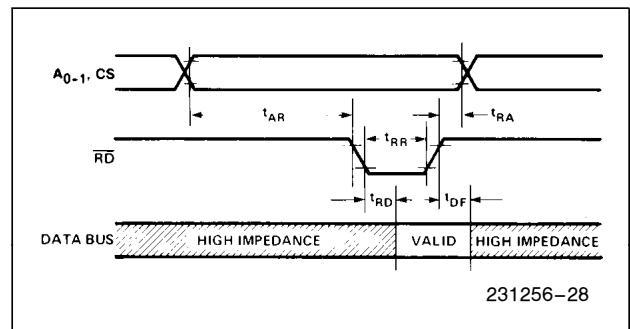 A0-1, CS
tAR
tRA
tRR
RD
tRD
tDF
DATA BUS
HIGH IMPEDANCE
VALID
HIGH IMPEDANCE
231256–28